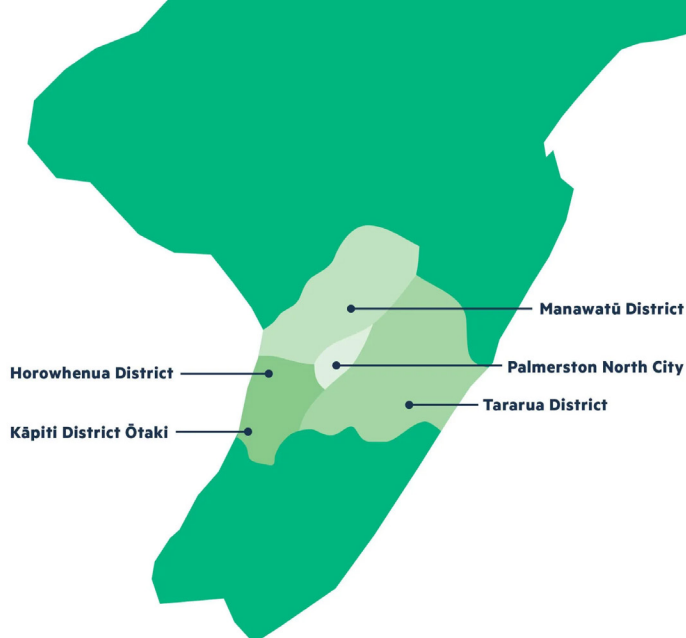 Manawatū District
Palmerston North City
Horowhenua District
Tararua District
Kāpiti District Ōtaki